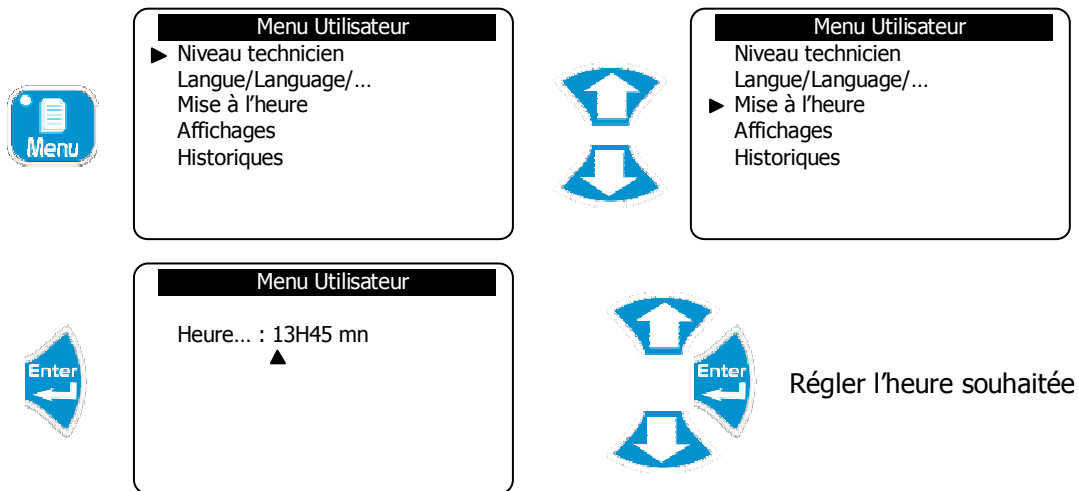 Menu Utilisateur
Niveau technicien
Langue/Language/…
Mise à l’heure
Affichages
Historiques
Menu
Menu Utilisateur
Niveau technicien
Langue/Language/…
Mise à l’heure
Affichages
Historiques
Menu Utilisateur
Heure… : 13H45 mn
Enter
Enter
Régler l’heure souhaitée